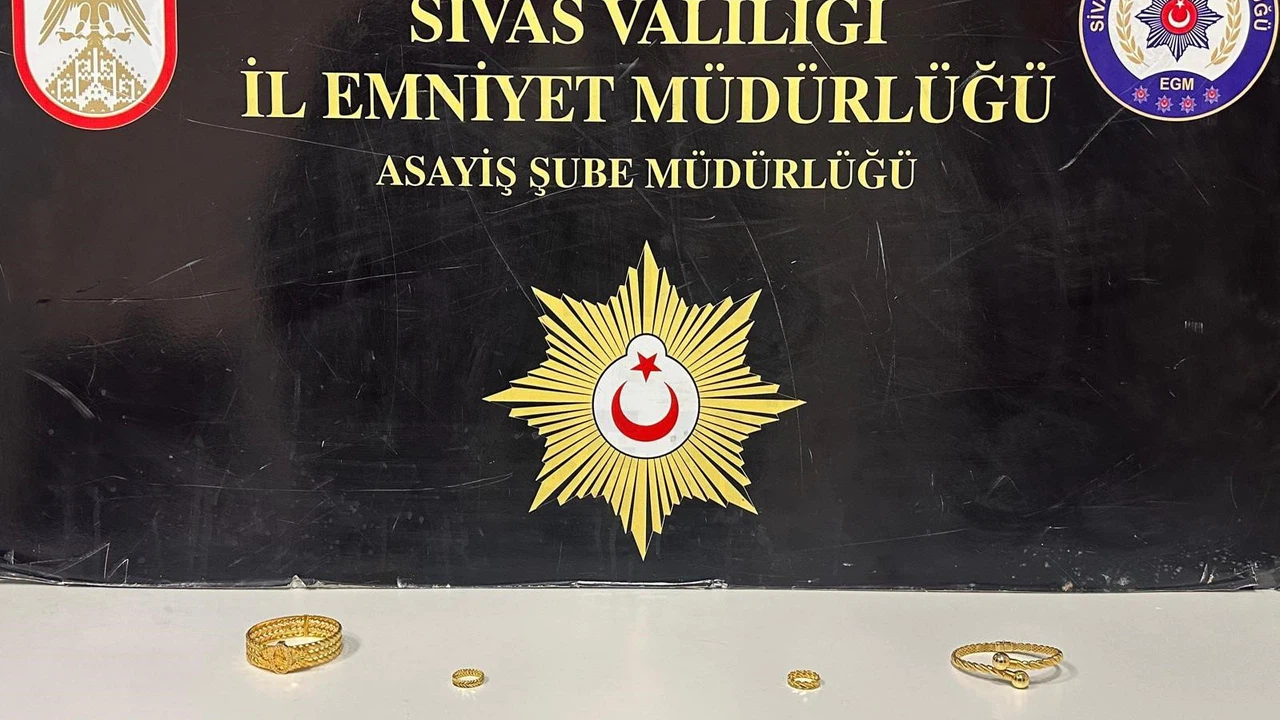 SİVAS VALİLİĞİ
İL EMNİYET MÜDÜRLÜĞÜ
ASAYİŞ ŞUBE MÜDÜRLÜĞÜ
EGM